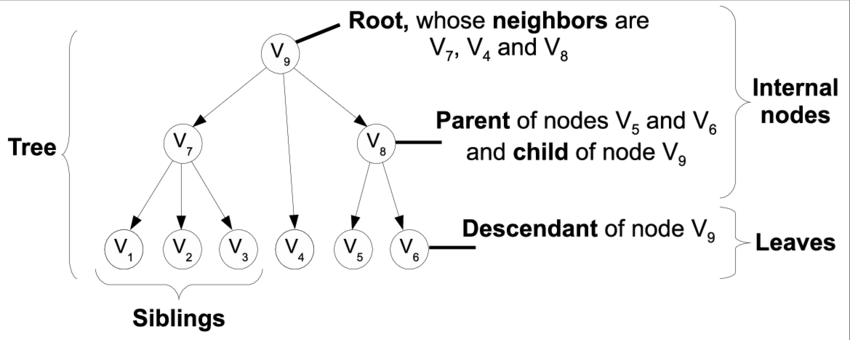 Root, whose neighbors are
V7, V4 and V8
V9
Internal
nodes
Parent of nodes V5 and V6
and child of node V9
V7
V8
Tree
Descendant of node V9
V1 V2 V3 V4 V5 V6
Leaves
Siblings